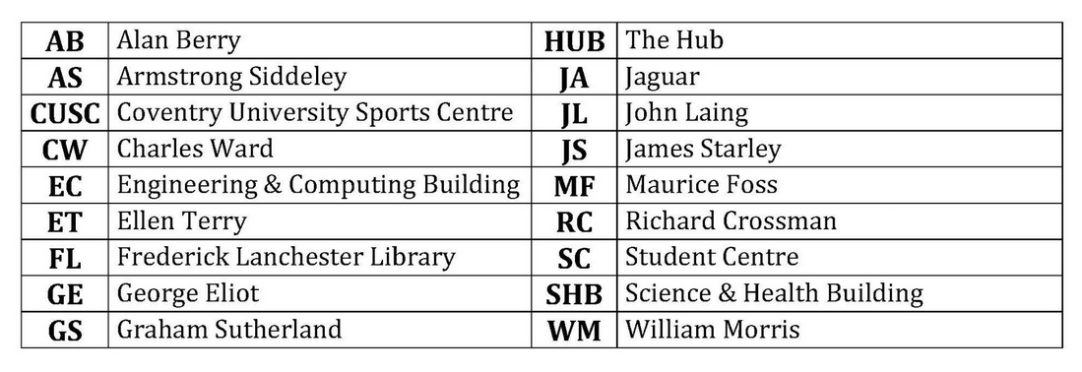 AB Alan Berry HUB The Hub
AS Armstrong Siddeley JA Jaguar
CUSC Coventry University Sports Centre JL John Laing
CW Charles Ward JS James Starley
EC Engineering & Computing Building MF Maurice Foss
ET Ellen Terry RC Richard Crossman
FL Frederick Lanchester Library SC Student Centre
GE George Eliot SHB Science & Health Building
GS Graham Sutherland WM William Morris